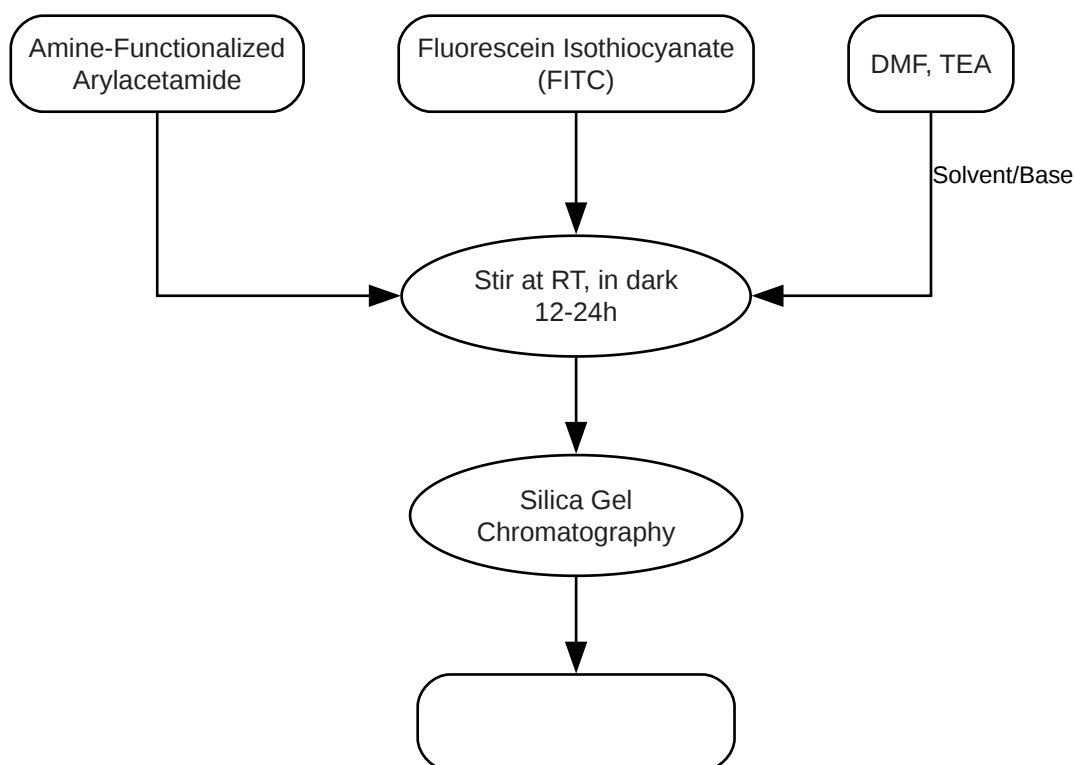 Amine-Functionalized
Arylacetamide
Fluorescein Isothiocyanate
(FITC)
DMF, TEA
Solvent/Base
Stir at RT, in dark
12-24h
Silica Gel
Chromatography